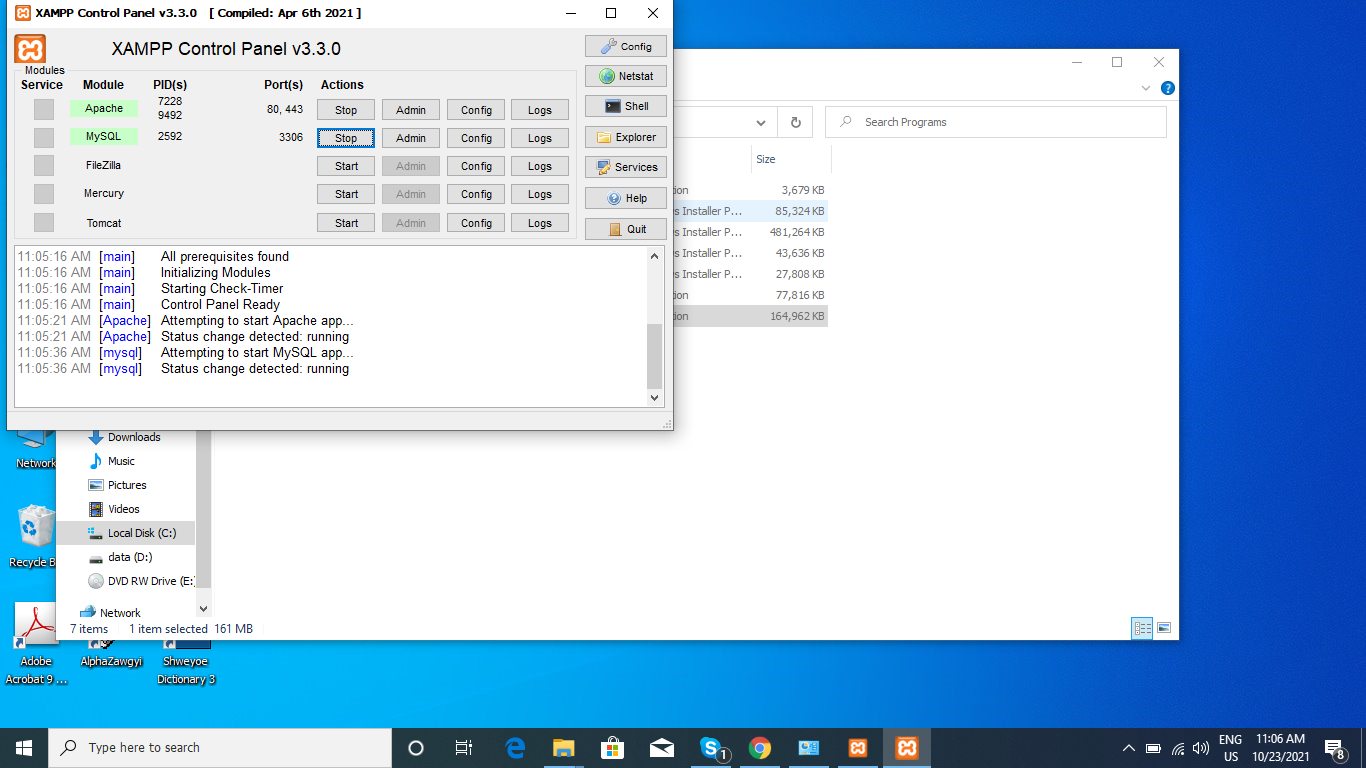 XAMPP Control Panel v3.3.0 [ Compiled: Apr 6th 2021 ]
XAMPP Control Panel v3.3.0
Config
Modules
Service Module PID(s) Port(s) Actions
Netstat
Apache 7228 9492 80, 443 Stop Admin Config Logs
Shell
MySQL 2592 3306 Stop Admin Config Logs
Explorer
FileZilla Start Admin Config Logs
Services
Mercury Start Admin Config Logs
Help
Tomcat Start Admin Config Logs
Quit
11:05:16 AM [main] All prerequisites found
11:05:16 AM [main] Initializing Modules
11:05:16 AM [main] Starting Check-Timer
11:05:16 AM [main] Control Panel Ready
11:05:21 AM [Apache] Attempting to start Apache app...
11:05:21 AM [Apache] Status change detected: running
11:05:36 AM [mysql] Attempting to start MySQL app...
11:05:36 AM [mysql] Status change detected: running
Search Programs
Size
tion 3,679 KB
s Installer P... 85,324 KB
s Installer P... 481,264 KB
s Installer P... 43,636 KB
s Installer P... 27,808 KB
tion 77,816 KB
tion 164,962 KB
Downloads
Music
Pictures
Videos
Local Disk (C:)
data (D:)
DVD RW Drive (E:)
Network
7 items 1 item selected 161 MB
Network
Recycle B
Adobe
Acrobat 9 ...
AlphaZawgyi
Shweyoe
Dictionary 3
Type here to search
1
ENG
US
11:06 AM
10/23/2021
8